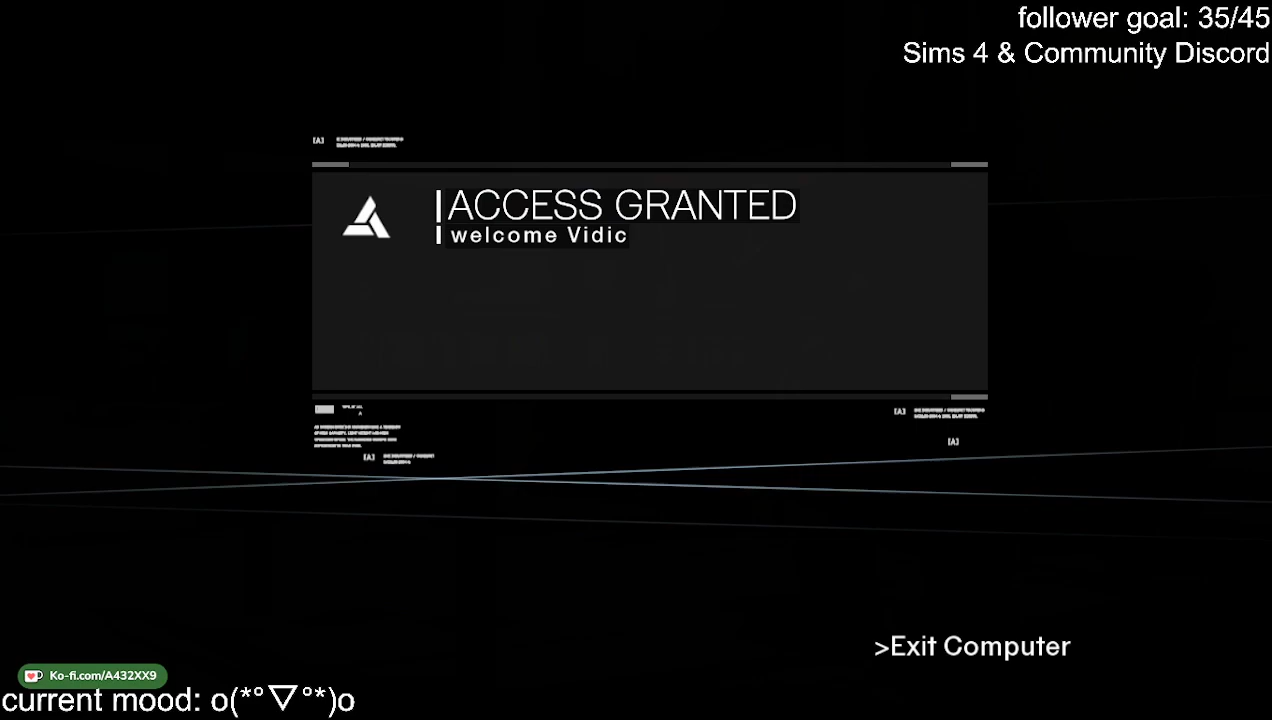 follower goal: 35/45
Sims 4 & Community Discord
[A]
ACCESS GRANTED
welcome Vidic
[A]
[A]
[A]
>Exit Computer
Ko-fi.com/A432XX9
current mood: o(*°▽°*)o